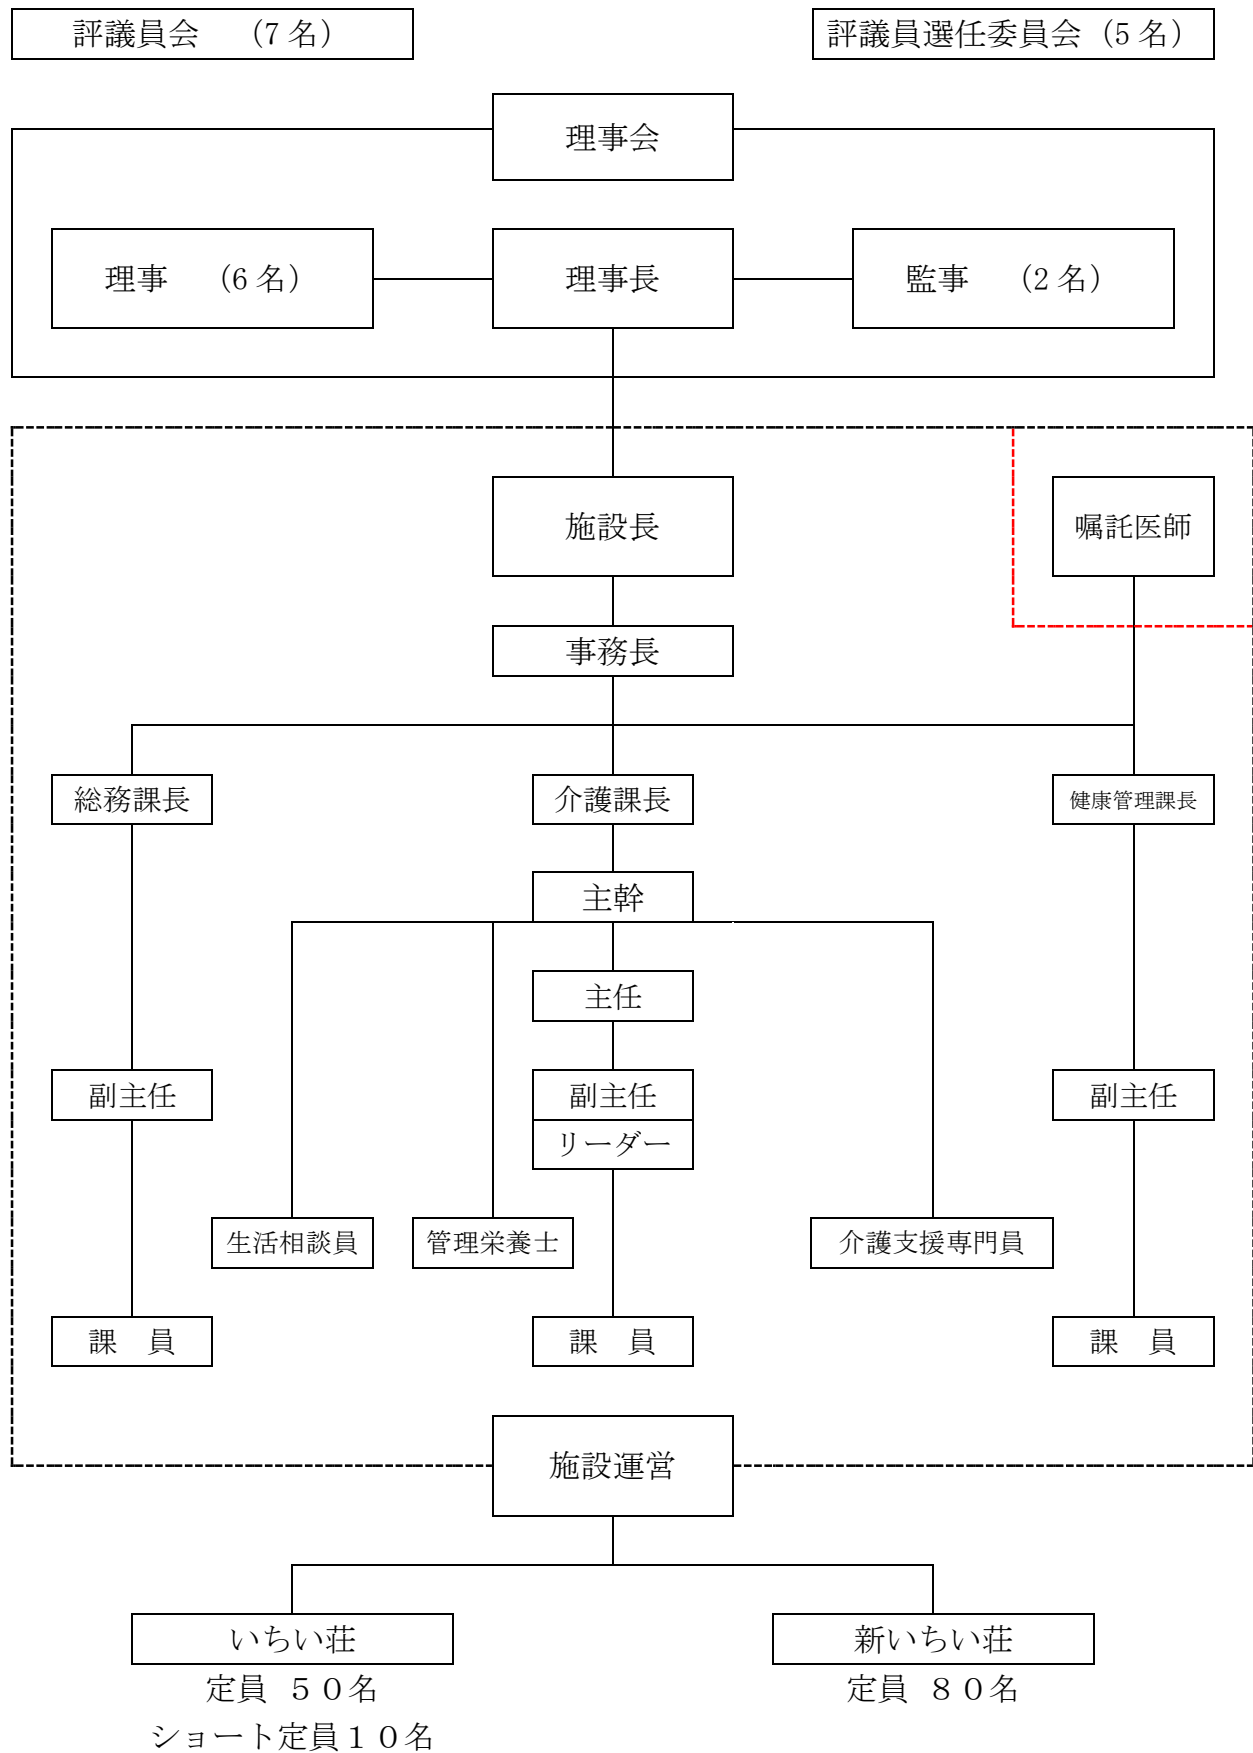 評議員会 (7 名)
評議員選任委員会 (5 名)
理事会
理事 (6 名)
理事長
監事 (2 名)
施設長
嘱託医師
事務長
総務課長
介護課長
健康管理課長
主幹
主任
副主任
副主任
副主任
リーダー
生活相談員
管理栄養士
介護支援専門員
課 員
課 員
課 員
施設運営
いちい荘
新いちい荘
定員 ５０名
定員 ８０名
ショート定員１０名